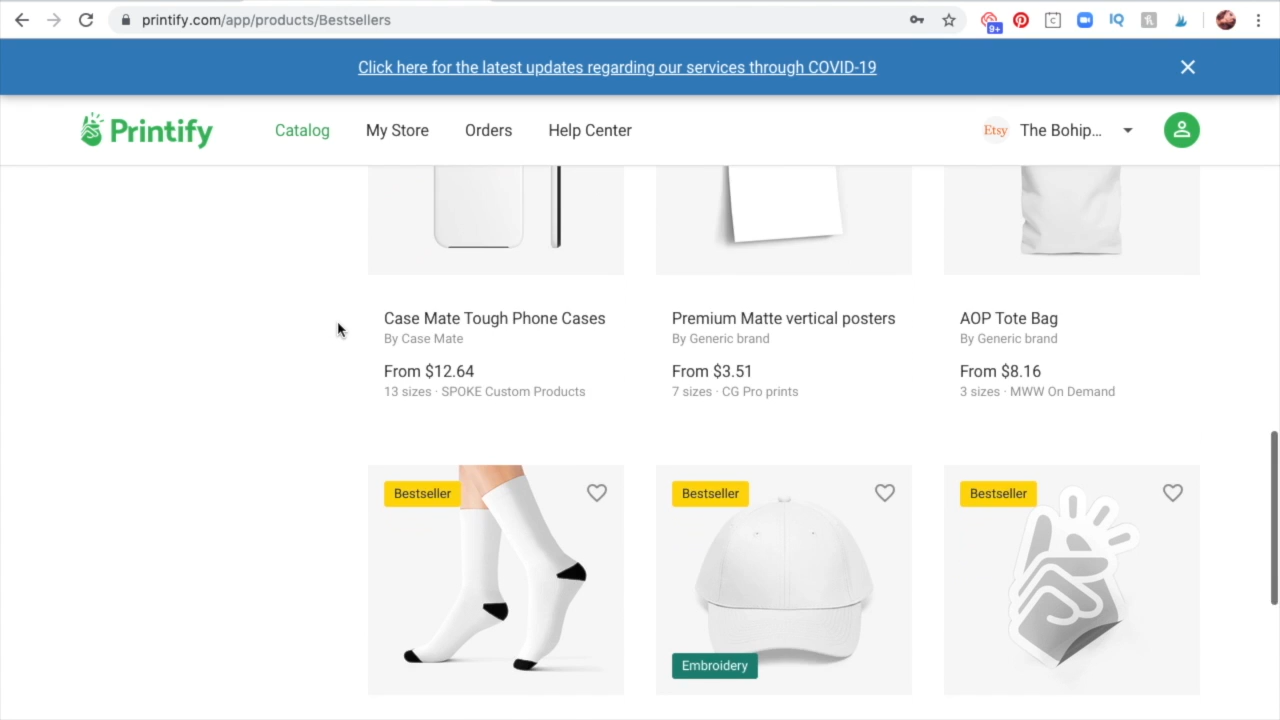 printify.com/app/products/Bestsellers
9+
IQ
Click here for the latest updates regarding our services through COVID-19
Printify
Catalog
My Store
Orders
Help Center
Etsy
The Bohip...
Case Mate Tough Phone Cases
By Case Mate
From $12.64
13 sizes · SPOKE Custom Products
Premium Matte vertical posters
By Generic brand
From $3.51
7 sizes · CG Pro prints
AOP Tote Bag
By Generic brand
From $8.16
3 sizes · MWW On Demand
Bestseller
Bestseller
Embroidery
Bestseller